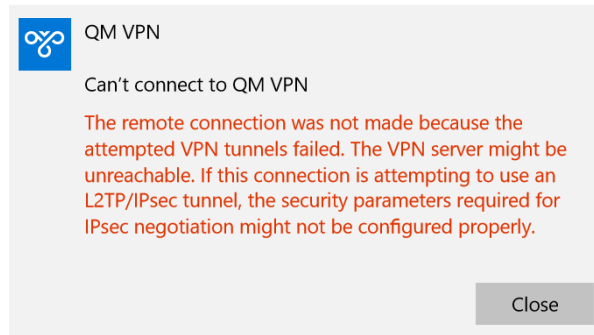 QM VPN
Can't connect to QM VPN
The remote connection was not made because the
attempted VPN tunnels failed. The VPN server might be
unreachable. If this connection is attempting to use an
L2TP/IPsec tunnel, the security parameters required for
IPsec negotiation might not be configured properly.
Close